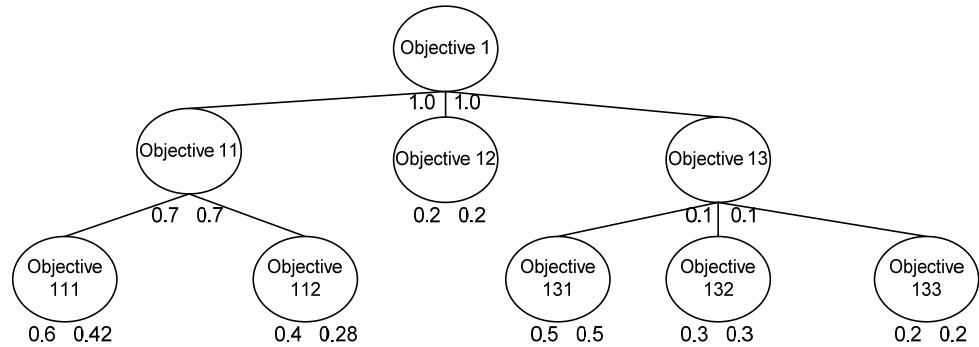 Objective 1
1.0 1.0
Objective 11
Objective 12
Objective 13
0.7 0.7
0.2 0.2
0.1 0.1
Objective
111
Objective
112
Objective
131
Objective
132
Objective
133
0.6 0.42
0.4 0.28
0.5 0.5
0.3 0.3
0.2 0.2